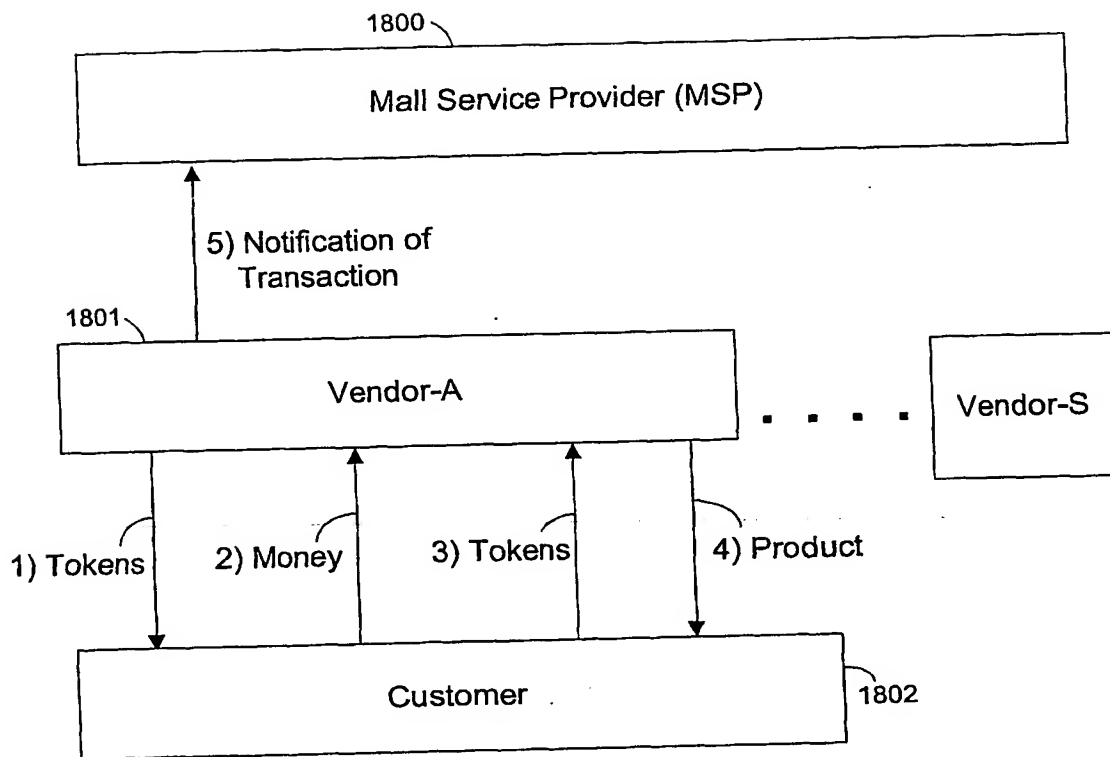 1800
Mall Service Provider (MSP)
5) Notification of
Transaction
1801
Vendor-A
Vendor-S
1) Tokens
2) Money
3) Tokens
4) Product
Customer
1802